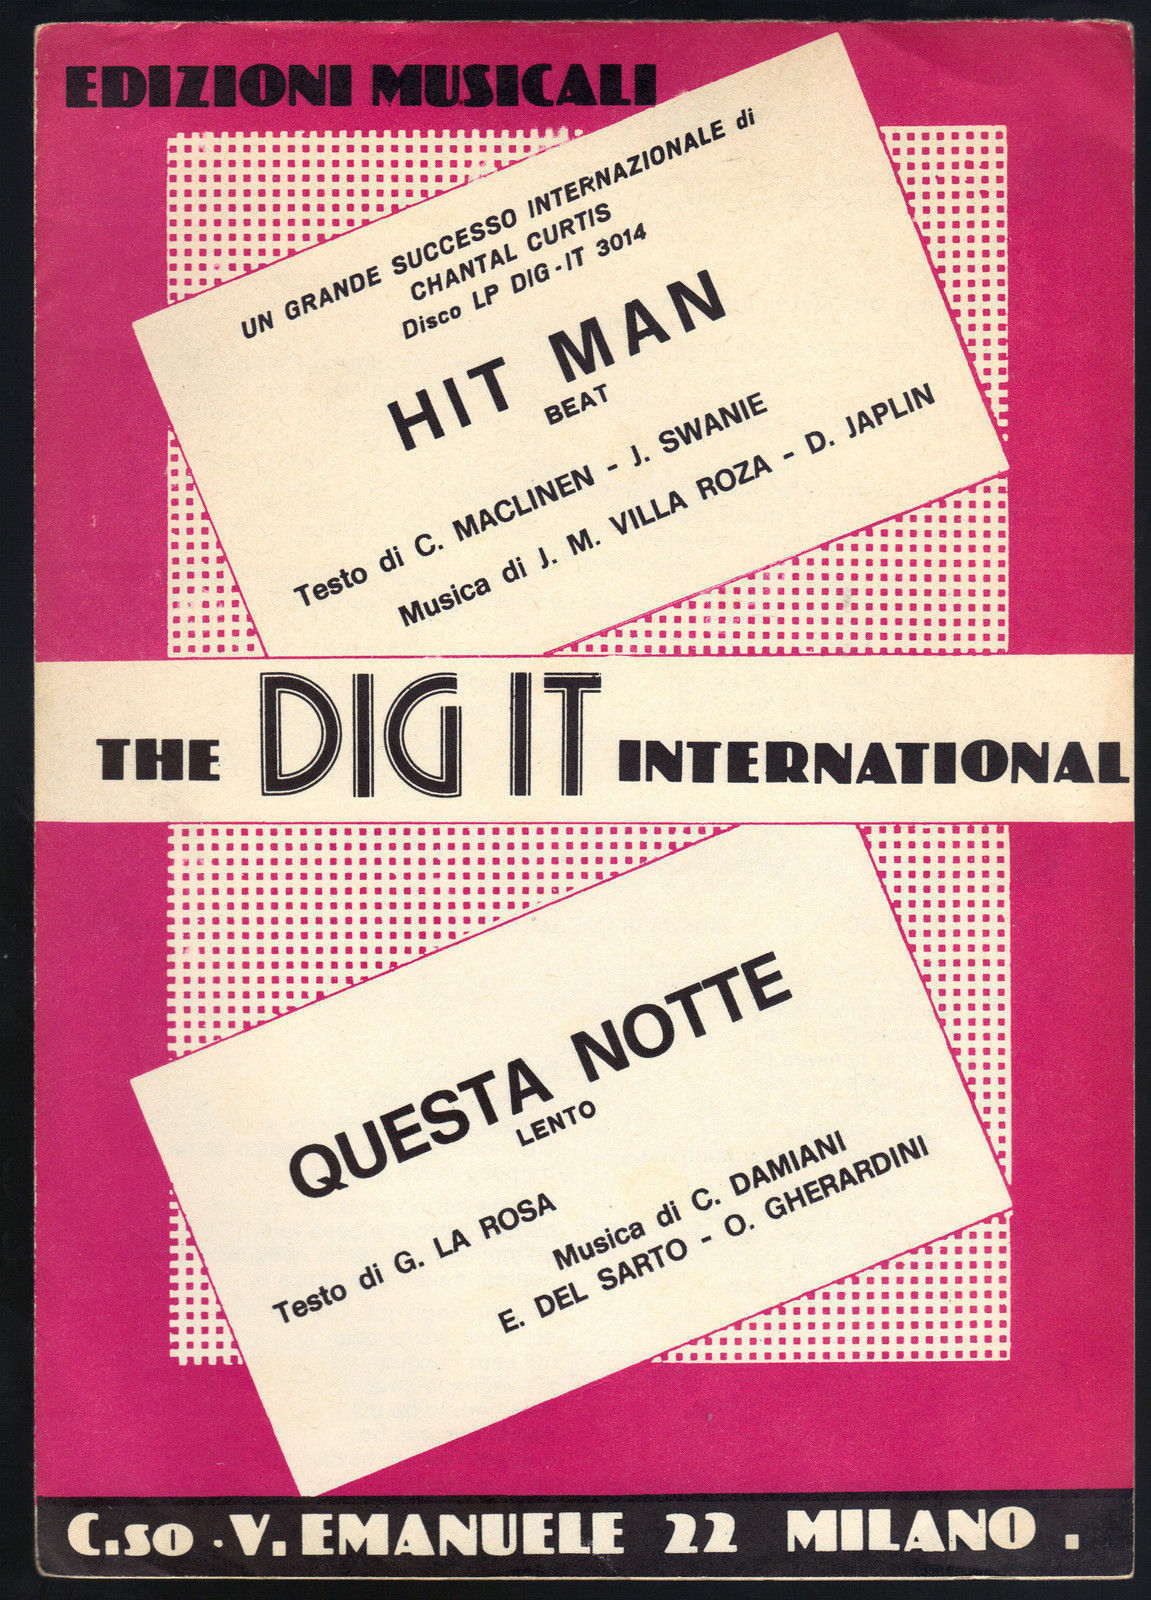 EDIZIONI MUSICALI
UN GRANDE SUCCESSO INTERNAZIONALE di
CHANTAL CURTIS
Disco LP DIG-IT 3014
HIT MAN
BEAT
Testo di C. MACLINEN - J. SWANIE
Musica di J. M. VILLA ROZA - D. JAPLIN
THE DIG IT INTERNATIONAL
QUESTA NOTTE
LENTO
Testo di G. LA ROSA
Musica di C. DAMIANI
E. DEL SARTO - O. GHERARDINI
C.so . V. EMANUELE 22 MILANO .